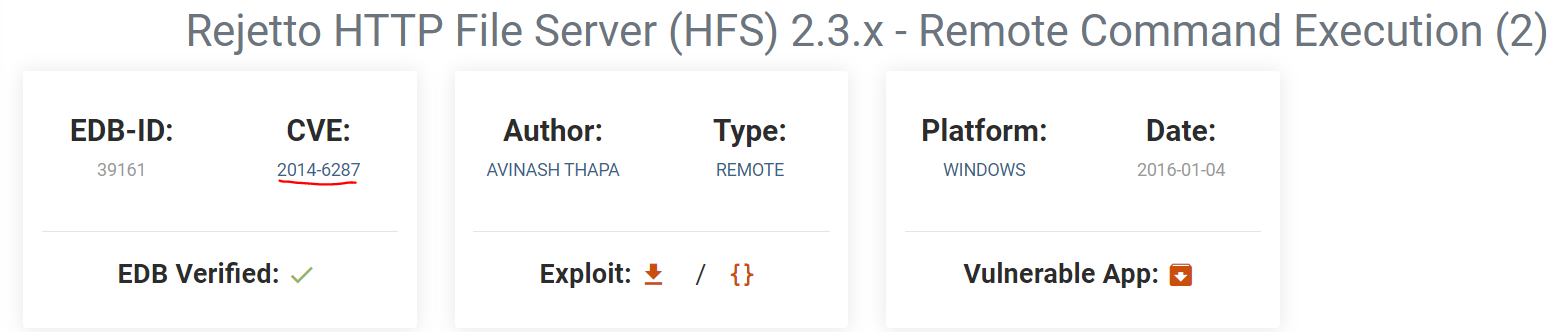 Rejetto HTTP File Server (HFS) 2.3.x - Remote Command Execution (2)
EDB-ID: CVE: Author: Type: Platform: Date:
39161 2014-6287 AVINASH THAPA REMOTE WINDOWS 2016-01-04
EDB Verified: Exploit: / {} Vulnerable App: